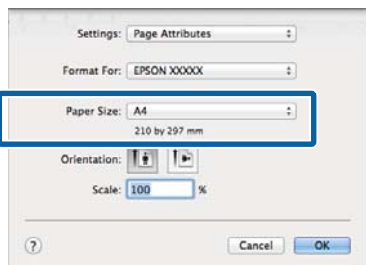 Settings: Page Attributes
Format For: EPSON XXXXX
Paper Size: A4
210 by 297 mm
Orientation:
Scale: 100 %
? Cancel OK